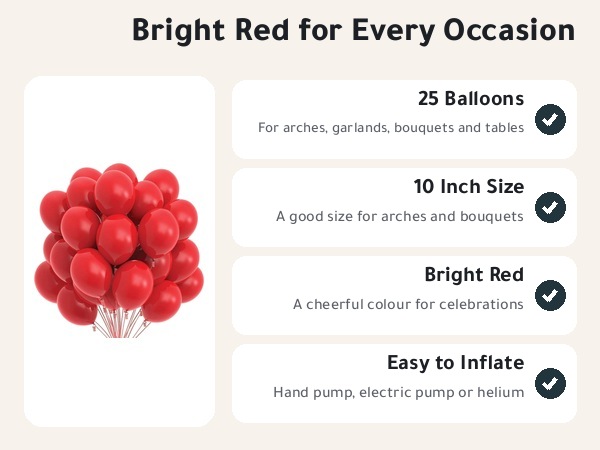 Bright Red for Every Occasion
25 Balloons
For arches, garlands, bouquets and tables
10 Inch Size
A good size for arches and bouquets
Bright Red
A cheerful colour for celebrations
Easy to Inflate
Hand pump, electric pump or helium